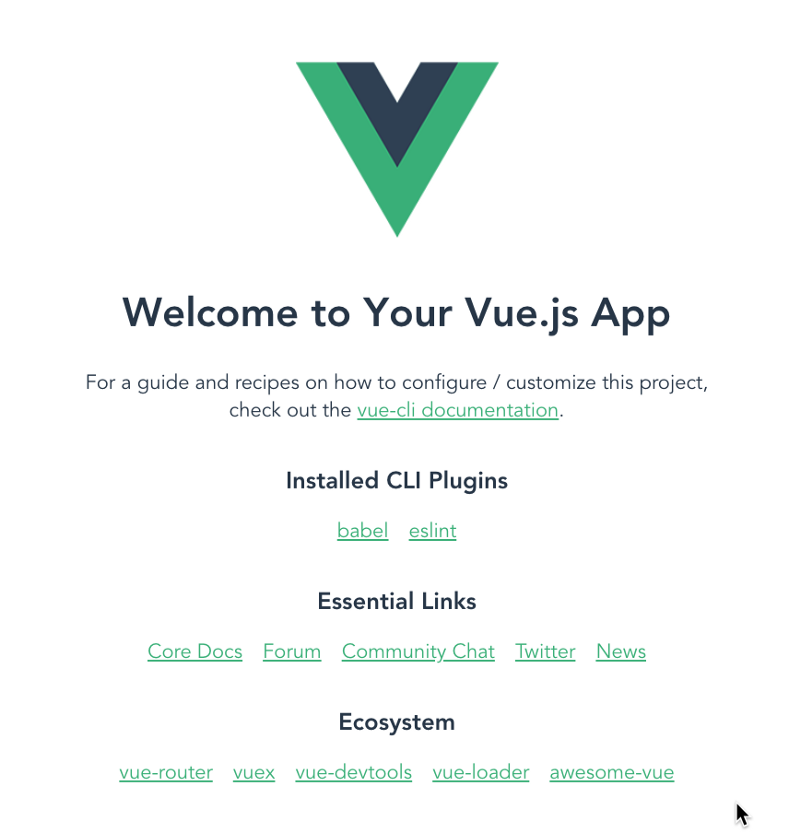 Welcome to Your Vue.js App
For a guide and recipes on how to configure / customize this project,
check out the vue-cli documentation.
Installed CLI Plugins
babel eslint
Essential Links
Core Docs Forum Community Chat Twitter News
Ecosystem
vue-router vuex vue-devtools vue-loader awesome-vue